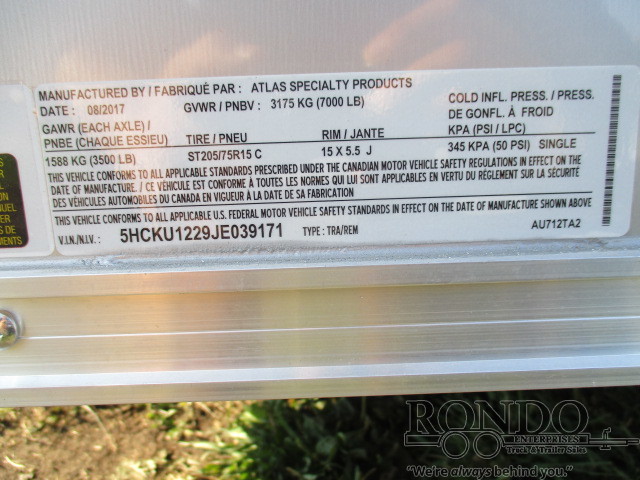 MANUFACTURED BY / FABRIQUÉ PAR : ATLAS SPECIALTY PRODUCTS
DATE : 08/2017 GVWR / PNBV : 3175 KG (7000 LB)
COLD INFL. PRESS. / PRESS.
DE GONFL. À FROID
GAWR (EACH AXLE) /
PNBE (CHAQUE ESSIEU) TIRE / PNEU RIM / JANTE KPA (PSI / LPC)
1588 KG (3500 LB) ST205/75R15 C 15 X 5.5 J 345 KPA (50 PSI) SINGLE
THIS VEHICLE CONFORMS TO ALL APPLICABLE STANDARDS PRESCRIBED UNDER THE CANADIAN MOTOR VEHICLE SAFETY REGULATIONS IN EFFECT ON THE
DATE OF MANUFACTURE. / CE VÉHICULE EST CONFORME À TOUTES LES NORMES QUI LUI SONT APPLICABLES EN VERTU DU RÈGLEMENT SUR LA SÉCURITÉ
DES VÉHICULES AUTOMOBILES DU CANADA EN VIGUEUR À LA DATE DE SA FABRICATION
THIS VEHICLE CONFORMS TO ALL APPLICABLE U.S. FEDERAL MOTOR VEHICLE SAFETY STANDARDS IN EFFECT ON THE DATE OF MANUFACTURE SHOWN ABOVE
V.I.N./N.I.V.: 5HCKU1229JE039171 TYPE : TRA/REM AU712TA2
RONDO
ENTERPRISES
Truck & Trailer Sales
"We're always behind you."